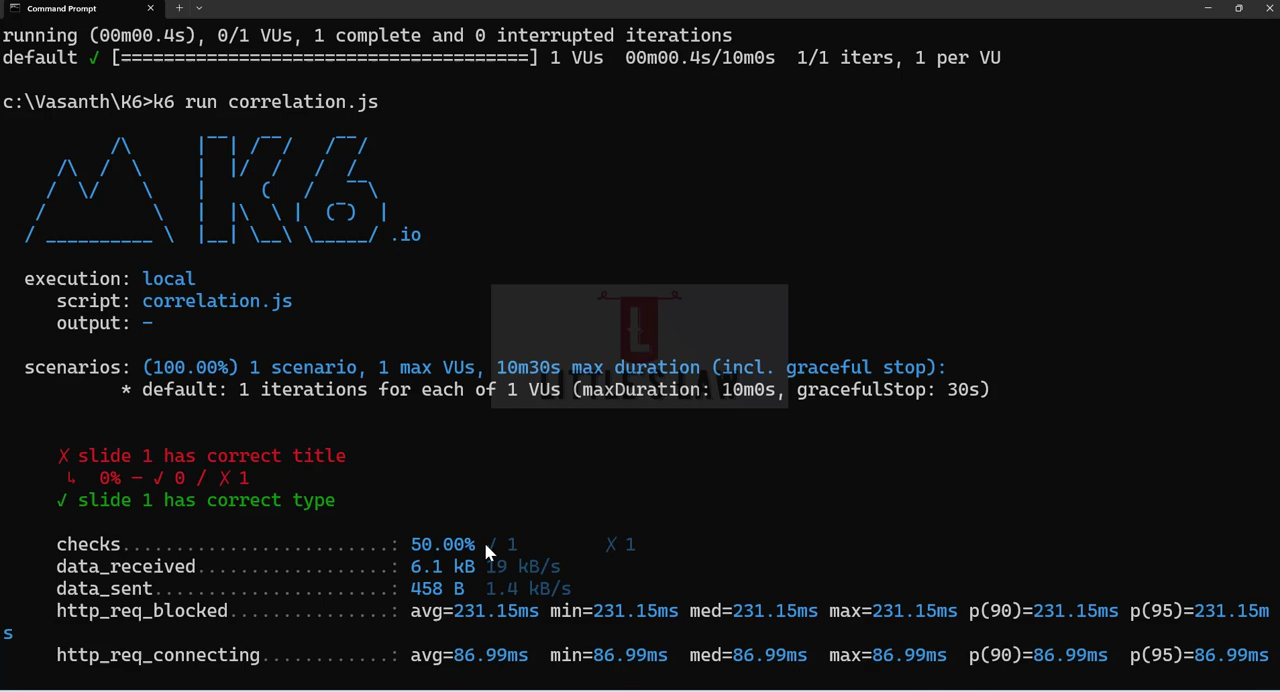 Command Prompt
running (00m00.4s), 0/1 VUs, 1 complete and 0 interrupted iterations
default ✓ [======================================] 1 VUs  00m00.4s/10m0s  1/1 iters, 1 per VU
c:\Vasanth\K6>k6 run correlation.js
K6
.io
execution: local
script: correlation.js
output: -
scenarios: (100.00%) 1 scenario, 1 max VUs, 10m30s max duration (incl. graceful stop):
* default: 1 iterations for each of 1 VUs (maxDuration: 10m0s, gracefulStop: 30s)
L
LITTLE'S LAW
✗ slide 1 has correct title
↳  0% — ✓ 0 / ✗ 1
✓ slide 1 has correct type
checks.........................: 50.00% ✓ 1        ✗ 1
data_received..................: 6.1 kB 19 kB/s
data_sent......................: 458 B  1.4 kB/s
http_req_blocked...............: avg=231.15ms min=231.15ms med=231.15ms max=231.15ms p(90)=231.15ms p(95)=231.15m
s
http_req_connecting............: avg=86.99ms  min=86.99ms  med=86.99ms  max=86.99ms  p(90)=86.99ms  p(95)=86.99ms